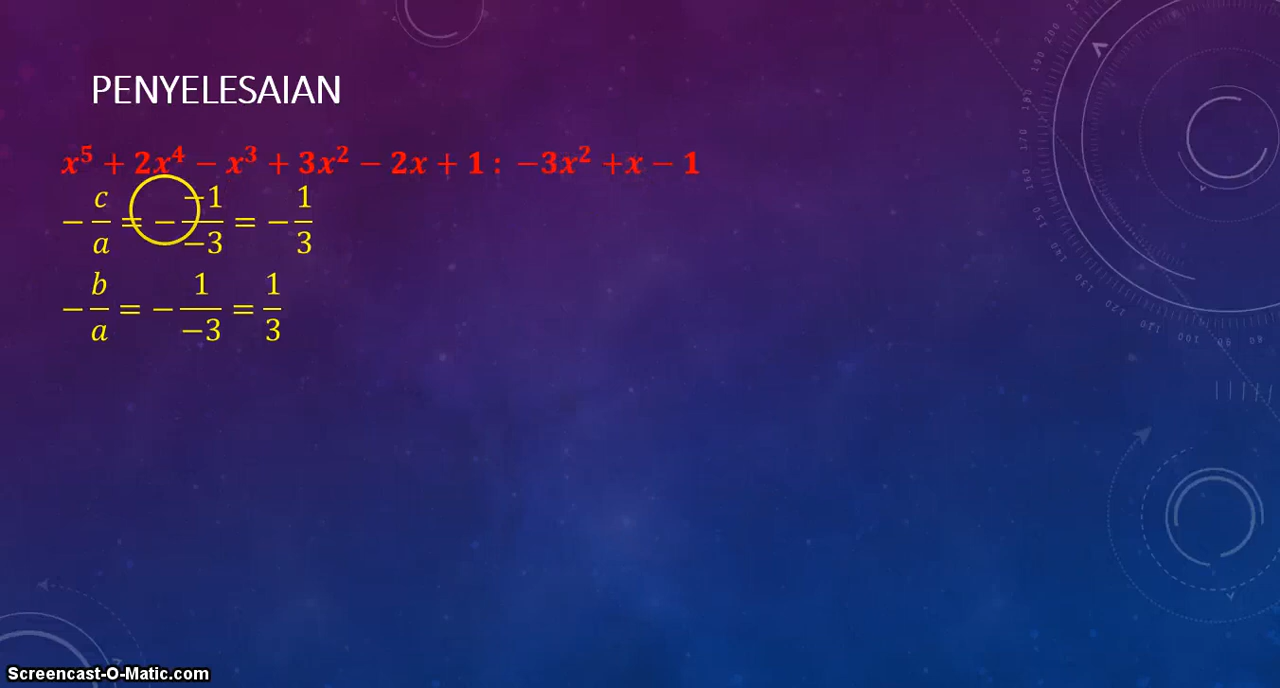 PENYELESAIAN
x⁵ + 2x⁴ − x³ + 3x² − 2x + 1 : −3x² + x − 1
−c/a = −(−1)/(−3) = −1/3
−b/a = −1/(−3) = 1/3
Screencast-O-Matic.com